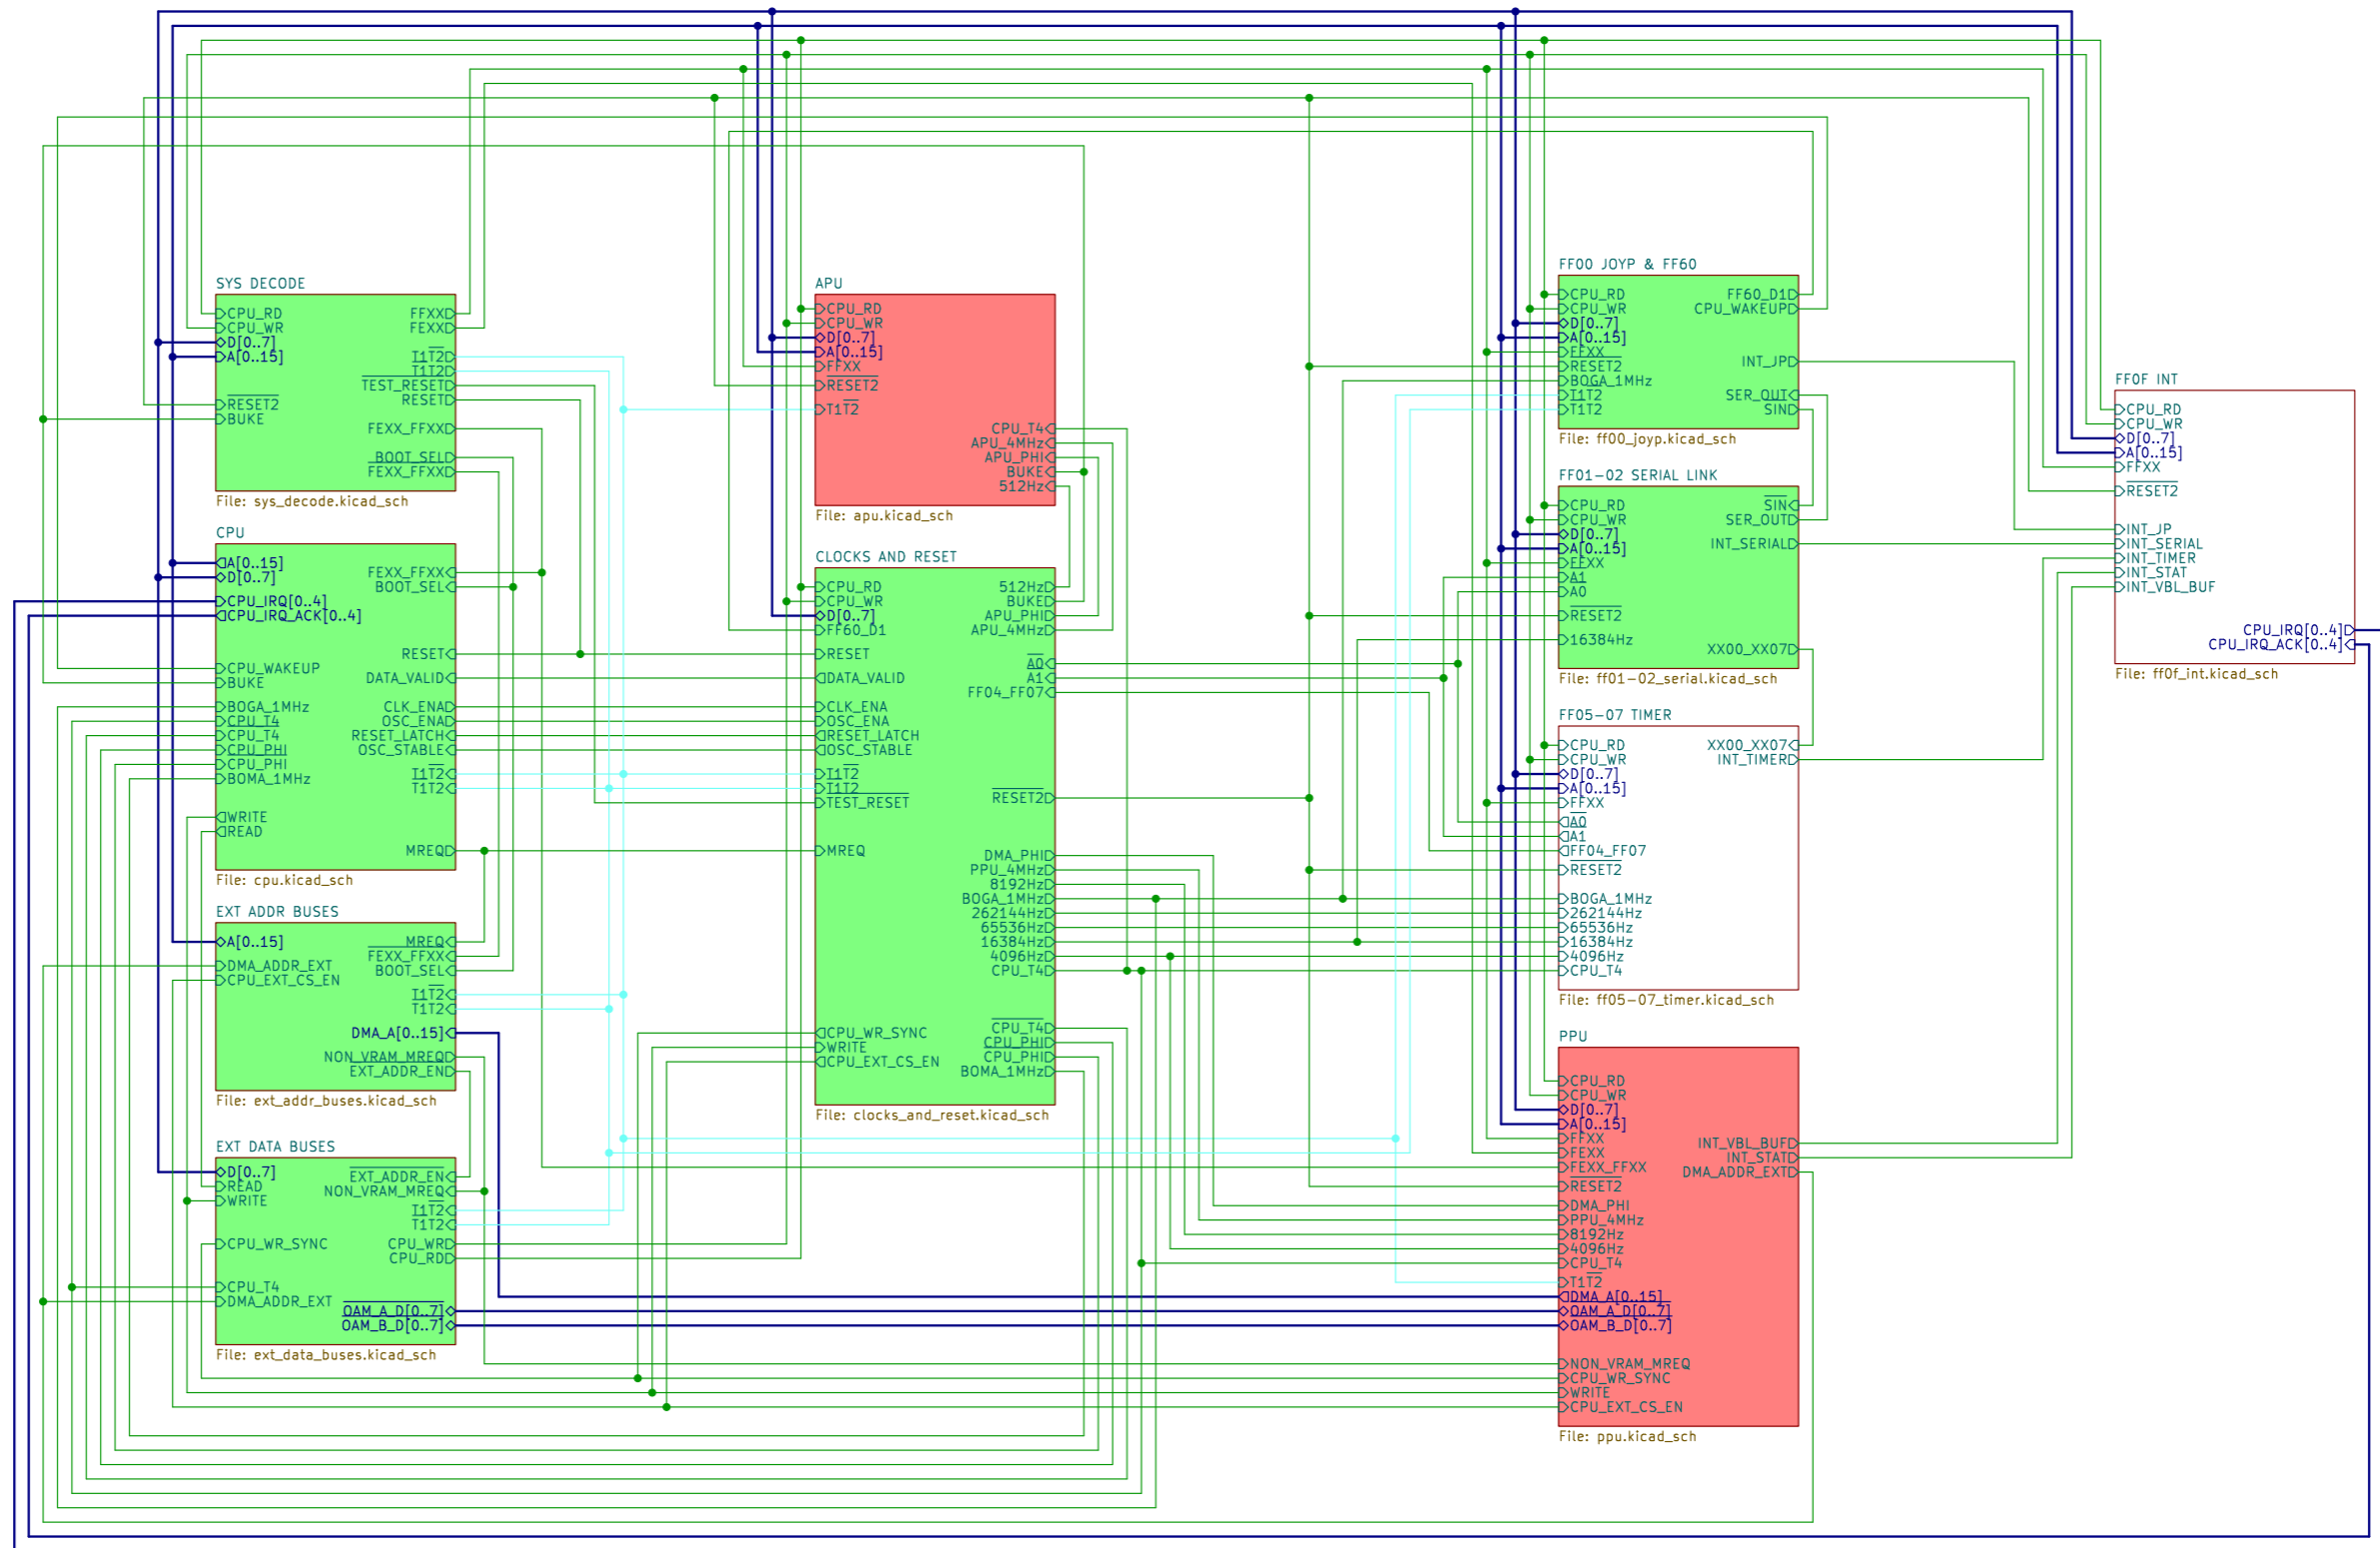 SYS DECODE
CPU_RD
CPU_WR
D[0..7]
A[0..15]
RESET2
BUKE
FFXX
FEXX
T1T2
T1T2
TEST_RESET
RESET
FEXX_FFXX
BOOT_SEL
FEXX_FFXX
File: sys_decode.kicad_sch
CPU
A[0..15]
D[0..7]
CPU_IRQ[0..4]
CPU_IRQ_ACK[0..4]
CPU_WAKEUP
BUKE
BOGA_1MHz
CPU_T4
CPU_T4
CPU_PHI
CPU_PHI
BOMA_1MHz
WRITE
READ
FEXX_FFXX
BOOT_SEL
RESET
DATA_VALID
CLK_ENA
OSC_ENA
RESET_LATCH
OSC_STABLE
T1T2
T1T2
MREQ
File: cpu.kicad_sch
EXT ADDR BUSES
A[0..15]
DMA_ADDR_EXT
CPU_EXT_CS_EN
MREQ
FEXX_FFXX
BOOT_SEL
T1T2
T1T2
DMA_A[0..15]
NON_VRAM_MREQ
EXT_ADDR_EN
File: ext_addr_buses.kicad_sch
EXT DATA BUSES
D[0..7]
READ
WRITE
CPU_WR_SYNC
CPU_T4
DMA_ADDR_EXT
EXT_ADDR_EN
NON_VRAM_MREQ
T1T2
T1T2
CPU_WR
CPU_RD
OAM_A_D[0..7]
OAM_B_D[0..7]
File: ext_data_buses.kicad_sch
APU
CPU_RD
CPU_WR
D[0..7]
A[0..15]
FFXX
RESET2
T1T2
CPU_T4
APU_4MHz
APU_PHI
BUKE
512Hz
File: apu.kicad_sch
CLOCKS AND RESET
CPU_RD
CPU_WR
D[0..7]
FF60_D1
RESET
DATA_VALID
CLK_ENA
OSC_ENA
RESET_LATCH
OSC_STABLE
T1T2
T1T2
TEST_RESET
MREQ
CPU_WR_SYNC
WRITE
CPU_EXT_CS_EN
512Hz
BUKE
APU_PHI
APU_4MHz
A0
A1
FF04_FF07
RESET2
DMA_PHI
PPU_4MHz
8192Hz
BOGA_1MHz
262144Hz
65536Hz
16384Hz
4096Hz
CPU_T4
CPU_T4
CPU_PHI
CPU_PHI
BOMA_1MHz
File: clocks_and_reset.kicad_sch
FF00 JOYP & FF60
CPU_RD
CPU_WR
D[0..7]
A[0..15]
FFXX
RESET2
BOGA_1MHz
T1T2
T1T2
FF60_D1
CPU_WAKEUP
INT_JP
SER_OUT
SIN
File: ff00_joyp.kicad_sch
FF01-02 SERIAL LINK
CPU_RD
CPU_WR
D[0..7]
A[0..15]
FFXX
A1
A0
RESET2
16384Hz
SIN
SER_OUT
INT_SERIAL
XX00_XX07
File: ff01-02_serial.kicad_sch
FF05-07 TIMER
CPU_RD
CPU_WR
D[0..7]
A[0..15]
FFXX
A0
A1
FF04_FF07
RESET2
BOGA_1MHz
262144Hz
65536Hz
16384Hz
4096Hz
CPU_T4
XX00_XX07
INT_TIMER
File: ff05-07_timer.kicad_sch
PPU
CPU_RD
CPU_WR
D[0..7]
A[0..15]
FFXX
FEXX
FEXX_FFXX
RESET2
DMA_PHI
PPU_4MHz
8192Hz
4096Hz
CPU_T4
T1T2
DMA_A[0..15]
OAM_A_D[0..7]
OAM_B_D[0..7]
NON_VRAM_MREQ
CPU_WR_SYNC
WRITE
CPU_EXT_CS_EN
INT_VBL_BUF
INT_STAT
DMA_ADDR_EXT
File: ppu.kicad_sch
FF0F INT
CPU_RD
CPU_WR
D[0..7]
A[0..15]
FFXX
RESET2
INT_JP
INT_SERIAL
INT_TIMER
INT_STAT
INT_VBL_BUF
CPU_IRQ[0..4]
CPU_IRQ_ACK[0..4]
File: ff0f_int.kicad_sch